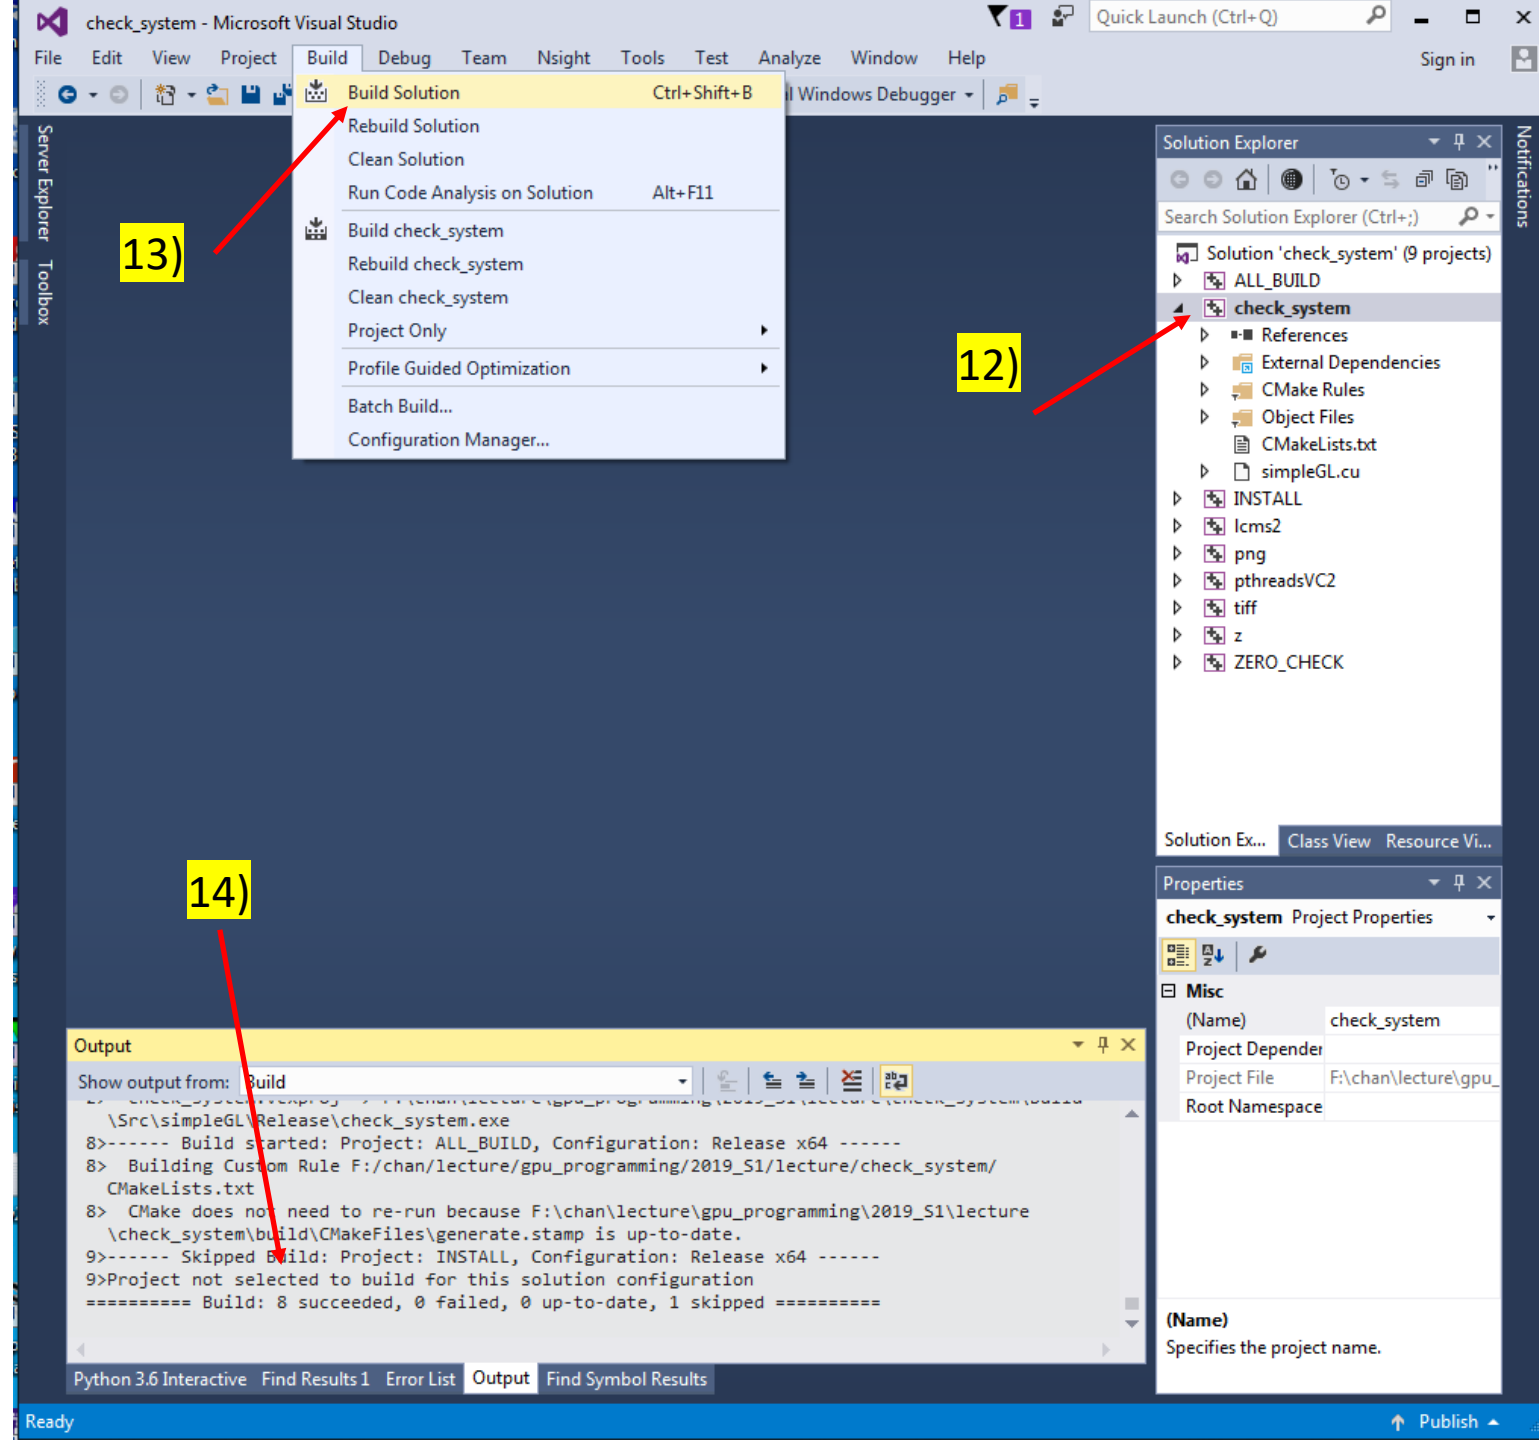 check_system - Microsoft Visual Studio
1
Quick Launch (Ctrl+Q)
File Edit View Project Build Debug Team Nsight Tools Test Analyze Window Help
Sign in
l Windows Debugger
Build Solution Ctrl+Shift+B
Rebuild Solution
Clean Solution
Run Code Analysis on Solution Alt+F11
Build check_system
Rebuild check_system
Clean check_system
Project Only
Profile Guided Optimization
Batch Build...
Configuration Manager...
Server Explorer
Toolbox
13)
12)
14)
Notifications
Solution Explorer
Search Solution Explorer (Ctrl+;)
Solution 'check_system' (9 projects)
ALL_BUILD
check_system
References
External Dependencies
CMake Rules
Object Files
CMakeLists.txt
simpleGL.cu
INSTALL
lcms2
png
pthreadsVC2
tiff
z
ZERO_CHECK
Solution Ex... Class View Resource Vi...
Properties
check_system Project Properties
Misc
(Name) check_system
Project Depender
Project File F:\chan\lecture\gpu_
Root Namespace
(Name)
Specifies the project name.
Output
Show output from: Build
2> check_system.vcxproj -> F:\chan\lecture\gpu_programming\2019_S1\lecture\check_system\build
\Src\simpleGL\Release\check_system.exe
8>------ Build started: Project: ALL_BUILD, Configuration: Release x64 ------
8> Building Custom Rule F:/chan/lecture/gpu_programming/2019_S1/lecture/check_system/
CMakeLists.txt
8> CMake does not need to re-run because F:\chan\lecture\gpu_programming\2019_S1\lecture
\check_system\build\CMakeFiles\generate.stamp is up-to-date.
9>------ Skipped Build: Project: INSTALL, Configuration: Release x64 ------
9>Project not selected to build for this solution configuration
========== Build: 8 succeeded, 0 failed, 0 up-to-date, 1 skipped ==========
Python 3.6 Interactive Find Results 1 Error List Output Find Symbol Results
Ready
Publish